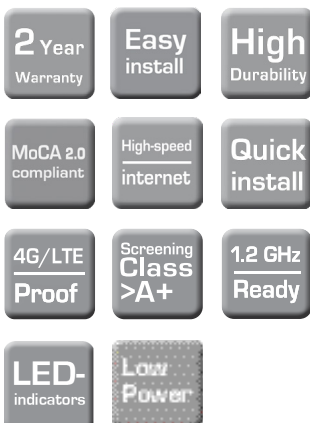 2 Year
Warranty
Easy
install
High
Durability
MoCA 2.0
compliant
High-speed
internet
Quick
install
4G/LTE
Proof
Screening
Class
>A+
1.2 GHz
Ready
LED-
indicators
Low
Power